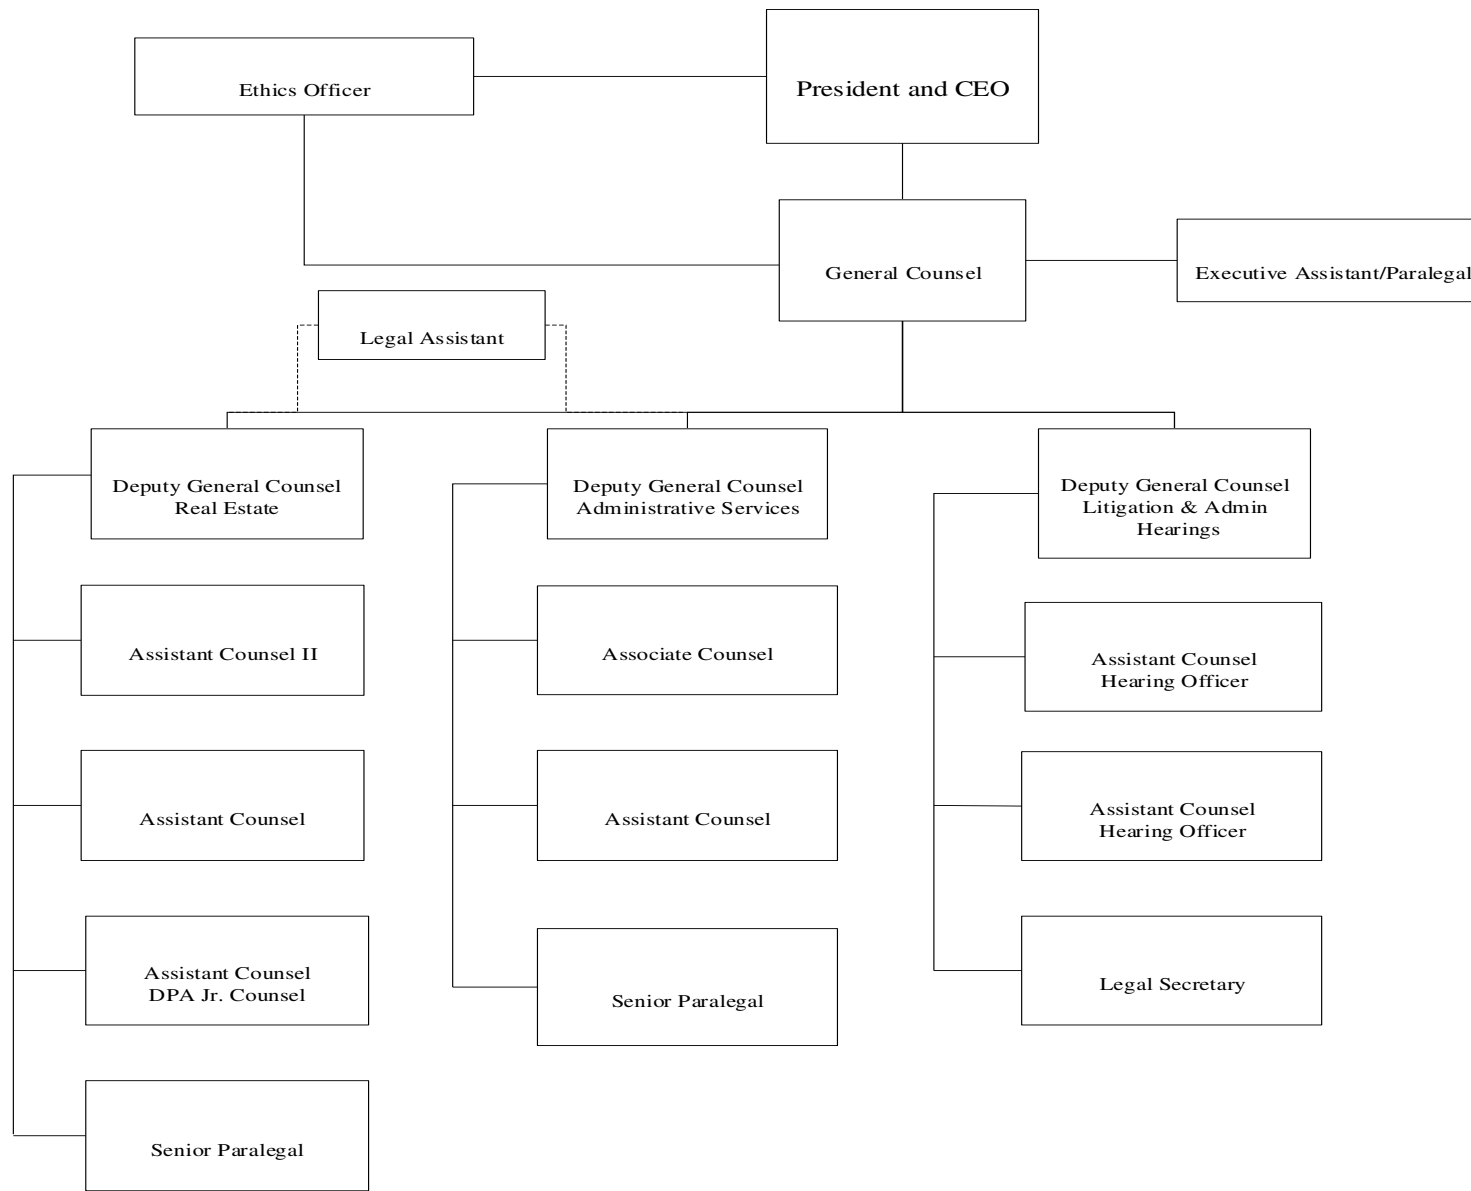 Ethics Officer
President and CEO
General Counsel
Executive Assistant/Paralegal
Legal Assistant
Deputy General Counsel
Real Estate
Assistant Counsel II
Assistant Counsel
Assistant Counsel
DPA Jr. Counsel
Senior Paralegal
Deputy General Counsel
Administrative Services
Associate Counsel
Assistant Counsel
Senior Paralegal
Deputy General Counsel
Litigation & Admin
Hearings
Assistant Counsel
Hearing Officer
Assistant Counsel
Hearing Officer
Legal Secretary